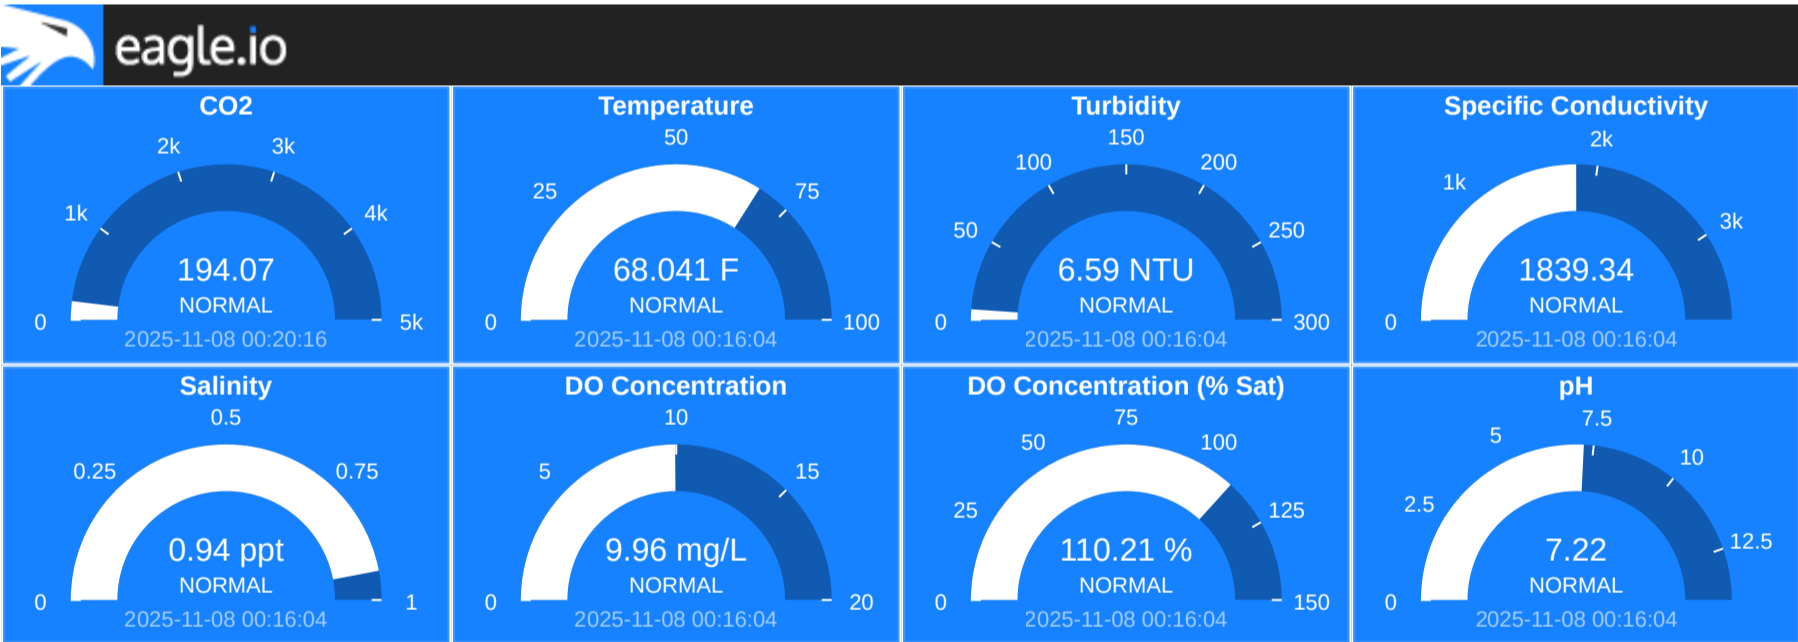 eagle.io
CO2
0
1k
2k
3k
4k
5k
194.07
NORMAL
2025-11-08 00:20:16
Temperature
0
25
50
75
100
68.041 F
NORMAL
2025-11-08 00:16:04
Turbidity
0
50
100
150
200
250
300
6.59 NTU
NORMAL
2025-11-08 00:16:04
Specific Conductivity
0
1k
2k
3k
1839.34
NORMAL
2025-11-08 00:16:04
Salinity
0
0.25
0.5
0.75
1
0.94 ppt
NORMAL
2025-11-08 00:16:04
DO Concentration
0
5
10
15
20
9.96 mg/L
NORMAL
2025-11-08 00:16:04
DO Concentration (% Sat)
0
25
50
75
100
125
150
110.21 %
NORMAL
2025-11-08 00:16:04
pH
0
2.5
5
7.5
10
12.5
7.22
NORMAL
2025-11-08 00:16:04